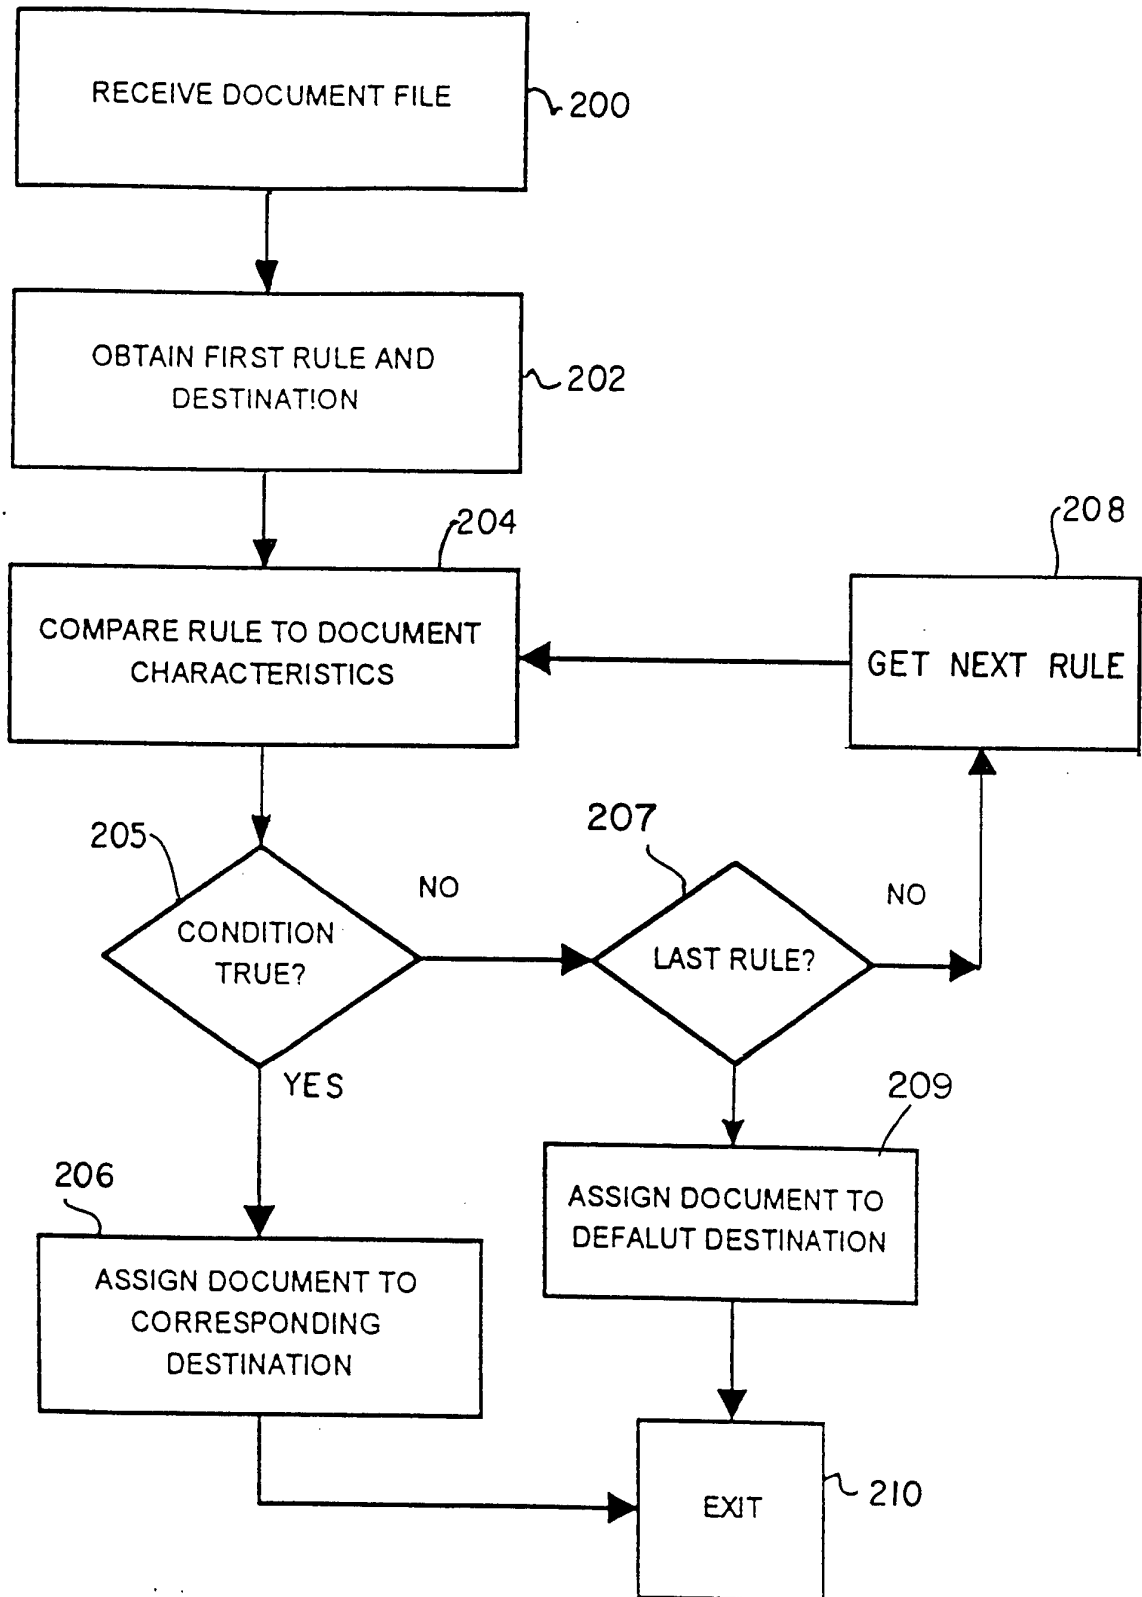 RECEIVE DOCUMENT FILE
200
OBTAIN FIRST RULE AND
DESTINATION
202
204
COMPARE RULE TO DOCUMENT
CHARACTERISTICS
208
GET NEXT RULE
205
CONDITION
TRUE?
NO
207
LAST RULE?
NO
YES
206
ASSIGN DOCUMENT TO
CORRESPONDING
DESTINATION
209
ASSIGN DOCUMENT TO
DEFALUT DESTINATION
EXIT
210